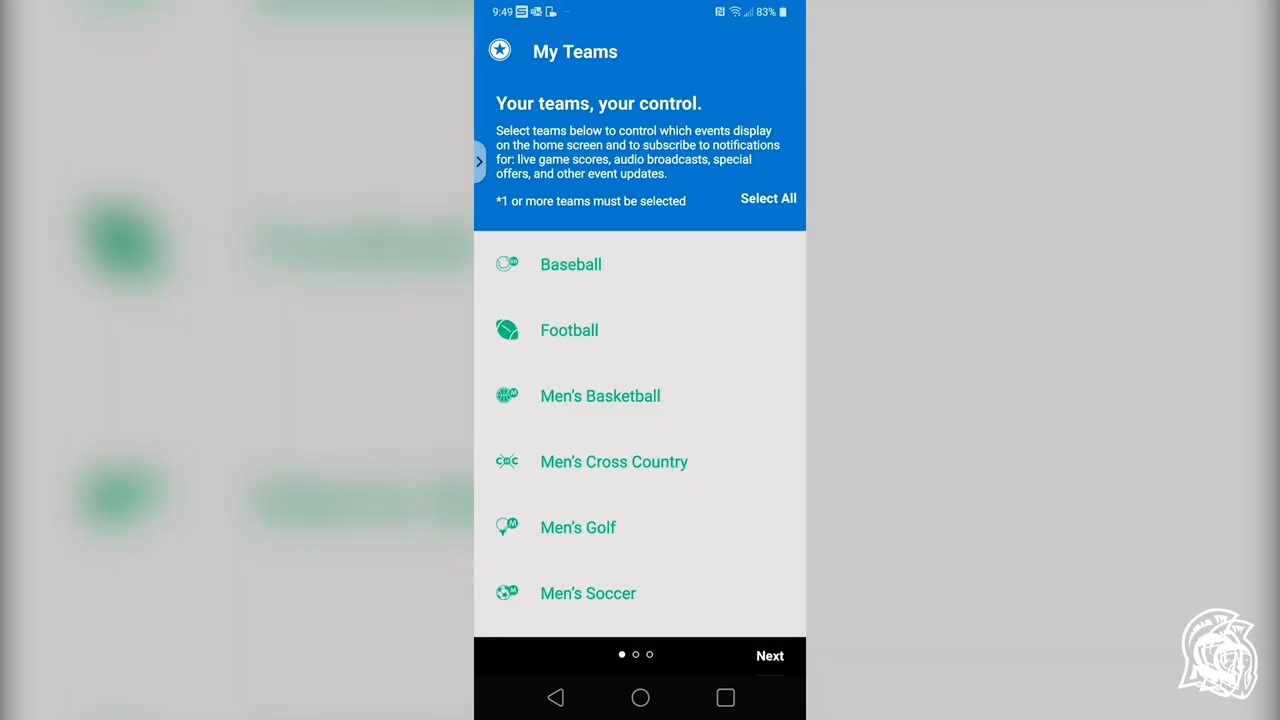 9:49
83%
My Teams
Your teams, your control.
Select teams below to control which events display
on the home screen and to subscribe to notifications
for: live game scores, audio broadcasts, special
offers, and other event updates.
*1 or more teams must be selected
Select All
Baseball
Football
Men's Basketball
Men's Cross Country
Men's Golf
Men's Soccer
Next